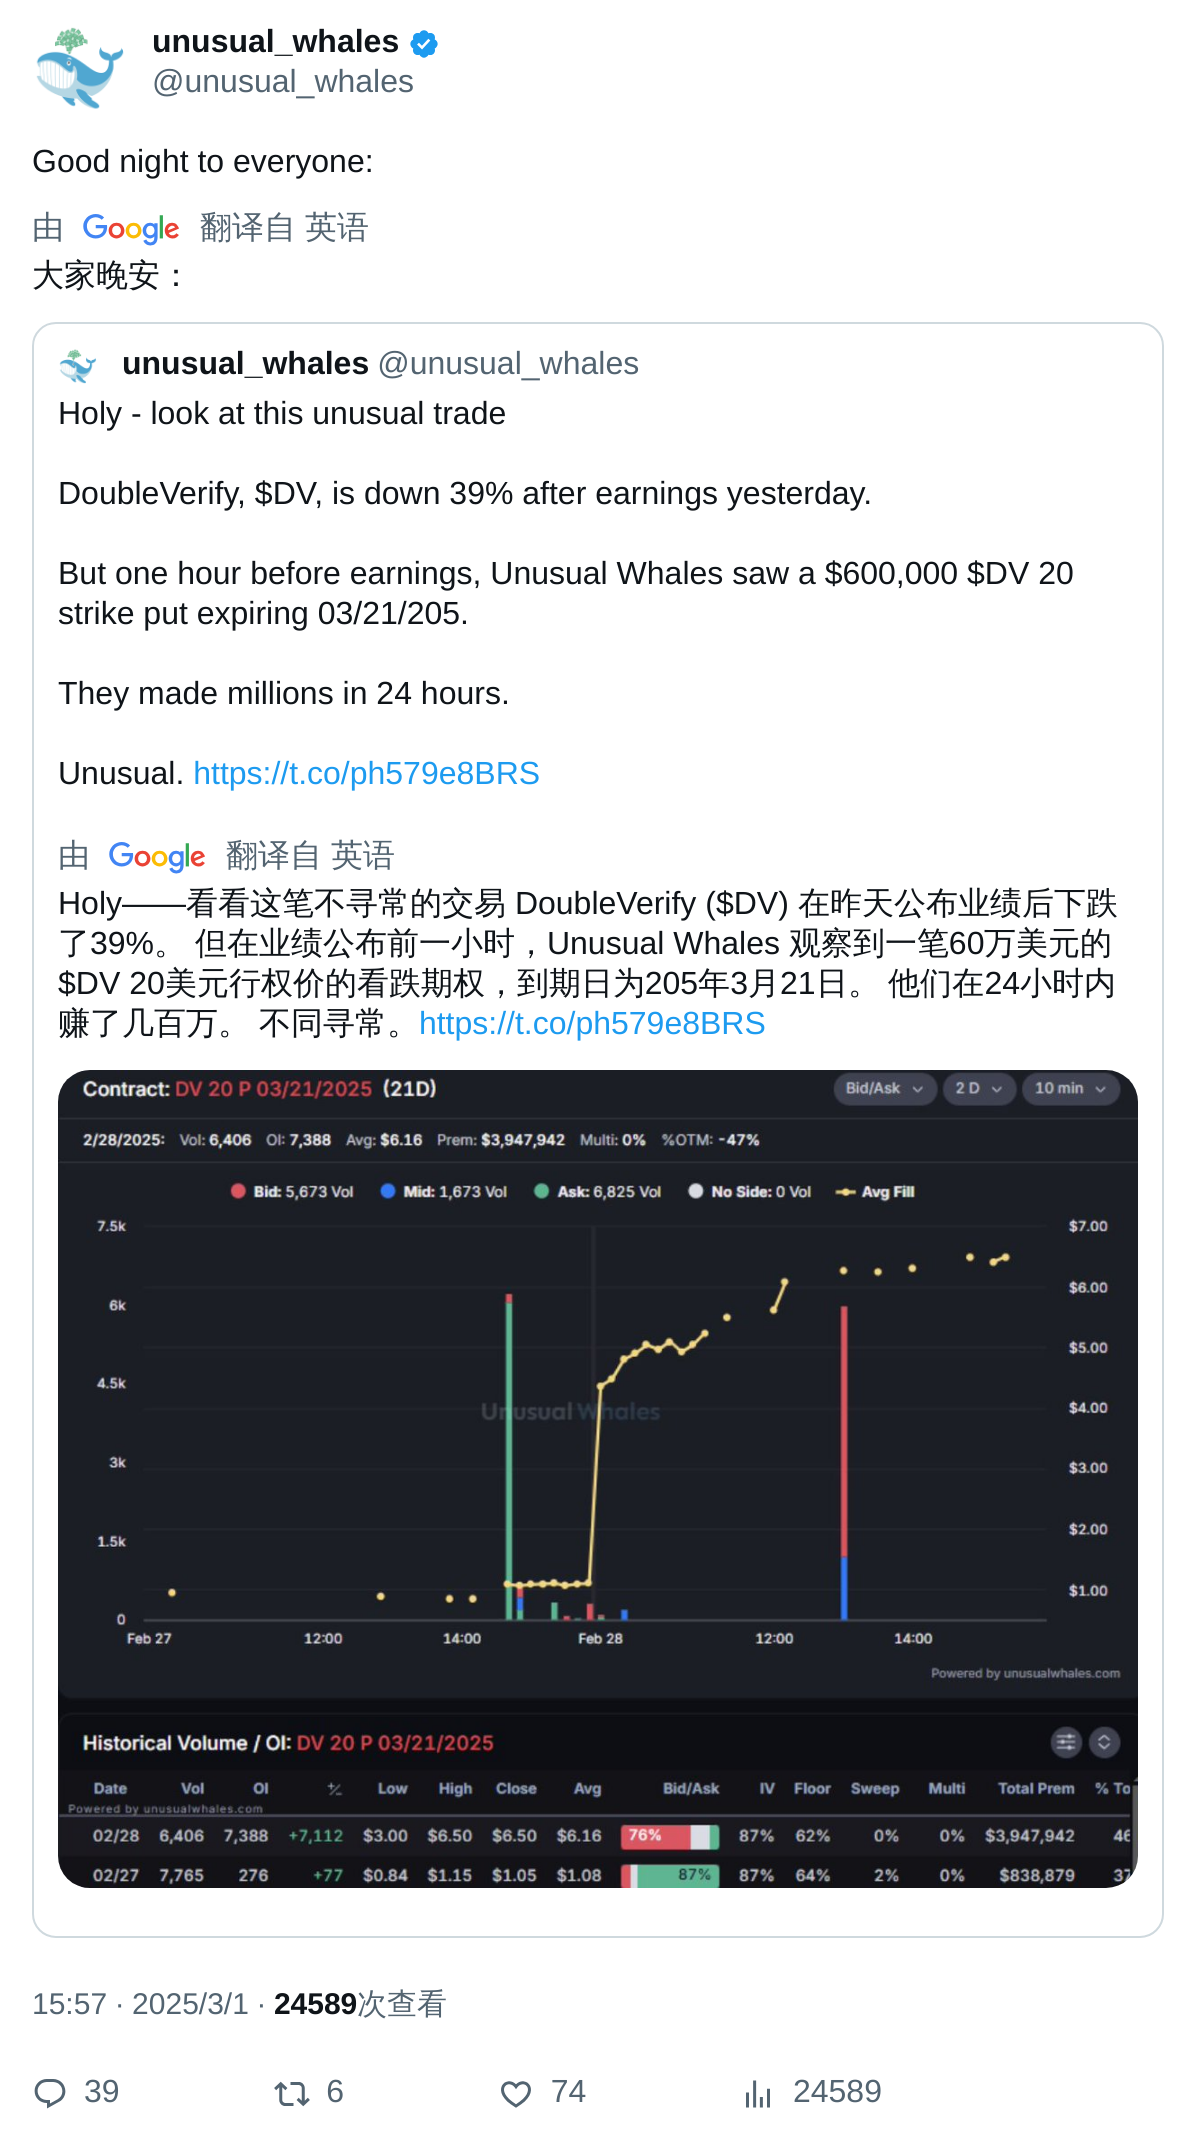 unusual_whales
@unusual_whales
Good night to everyone:
由 Google 翻译自 英语
大家晚安：
unusual_whales @unusual_whales
Holy - look at this unusual trade
DoubleVerify, $DV, is down 39% after earnings yesterday.
But one hour before earnings, Unusual Whales saw a $600,000 $DV 20
strike put expiring 03/21/205.
They made millions in 24 hours.
Unusual. https://t.co/ph579e8BRS
由 Google 翻译自 英语
Holy——看看这笔不寻常的交易 DoubleVerify ($DV) 在昨天公布业绩后下跌
了39%。 但在业绩公布前一小时，Unusual Whales 观察到一笔60万美元的
$DV 20美元行权价的看跌期权，到期日为205年3月21日。 他们在24小时内
赚了几百万。 不同寻常。https://t.co/ph579e8BRS
Contract: DV 20 P 03/21/2025 (21D) Bid/Ask 2 D 10 min
2/28/2025: Vol: 6,406 OI: 7,388 Avg: $6.16 Prem: $3,947,942 Multi: 0% %OTM: -47%
Bid: 5,673 Vol Mid: 1,673 Vol Ask: 6,825 Vol No Side: 0 Vol Avg Fill
7.5k $7.00
6k $6.00
$5.00
4.5k
Unusual Whales $4.00
3k $3.00
1.5k $2.00
$1.00
0
Feb 27 12:00 14:00 Feb 28 12:00 14:00
Powered by unusualwhales.com
Historical Volume / OI: DV 20 P 03/21/2025
Date Vol OI +/- Low High Close Avg Bid/Ask IV Floor Sweep Multi Total Prem % To
Powered by unusualwhales.com
02/28 6,406 7,388 +7,112 $3.00 $6.50 $6.50 $6.16 76% 87% 62% 0% 0% $3,947,942 46
02/27 7,765 276 +77 $0.84 $1.15 $1.05 $1.08 87% 87% 64% 2% 0% $838,879 37
15:57 · 2025/3/1 · 24589次查看
39 6 74 24589